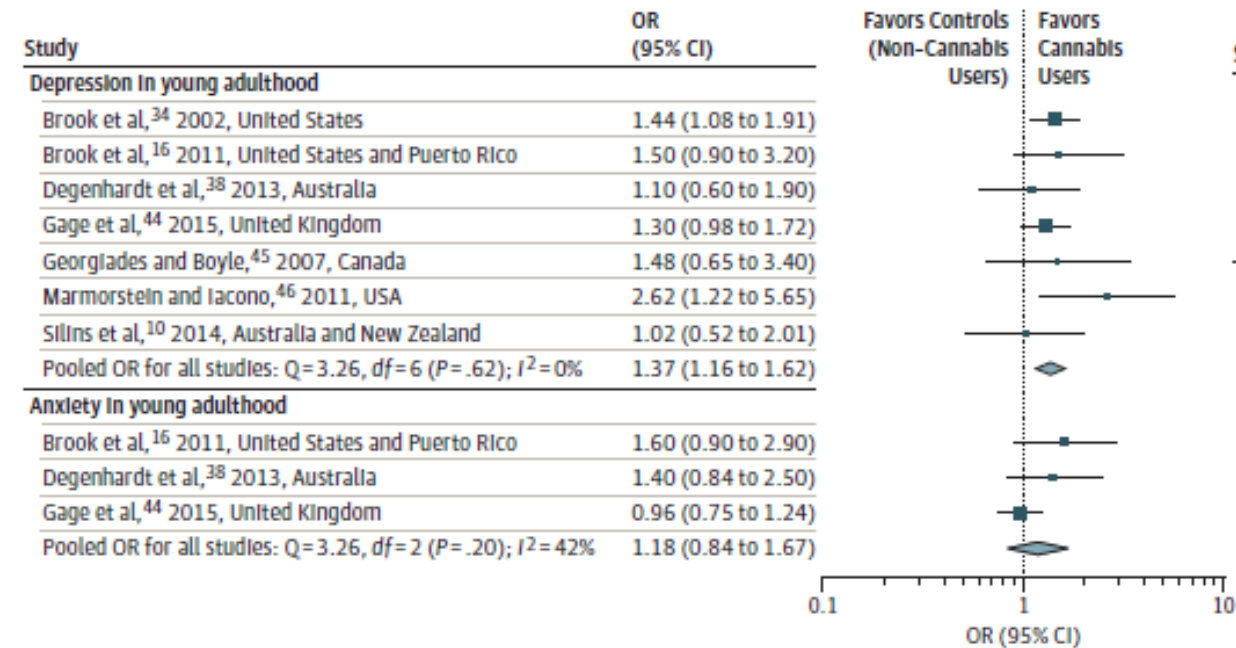 OR
Study (95% CI)
Favors Controls
(Non-Cannabis
Users)
Favors
Cannabis
Users
Depression in young adulthood
Brook et al,34 2002, United States 1.44 (1.08 to 1.91)
Brook et al,16 2011, United States and Puerto Rico 1.50 (0.90 to 3.20)
Degenhardt et al,38 2013, Australia 1.10 (0.60 to 1.90)
Gage et al,44 2015, United Kingdom 1.30 (0.98 to 1.72)
Georgiades and Boyle,45 2007, Canada 1.48 (0.65 to 3.40)
Marmorstein and Iacono,46 2011, USA 2.62 (1.22 to 5.65)
Silins et al,10 2014, Australia and New Zealand 1.02 (0.52 to 2.01)
Pooled OR for all studies: Q=3.26, df=6 (P=.62); I2=0% 1.37 (1.16 to 1.62)
Anxiety in young adulthood
Brook et al,16 2011, United States and Puerto Rico 1.60 (0.90 to 2.90)
Degenhardt et al,38 2013, Australia 1.40 (0.84 to 2.50)
Gage et al,44 2015, United Kingdom 0.96 (0.75 to 1.24)
Pooled OR for all studies: Q=3.26, df=2 (P=.20); I2=42% 1.18 (0.84 to 1.67)
0.1 1 10
OR (95% CI)